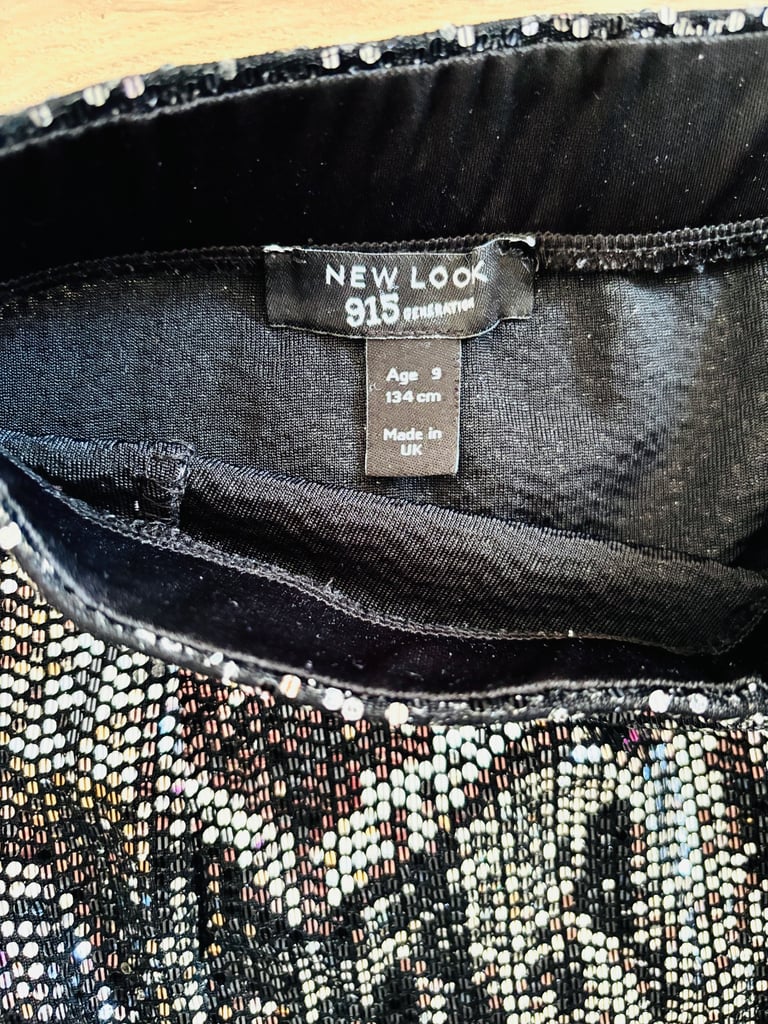 NEW LOOK
915 GENERATION
Age 9
134 cm
Made in
UK